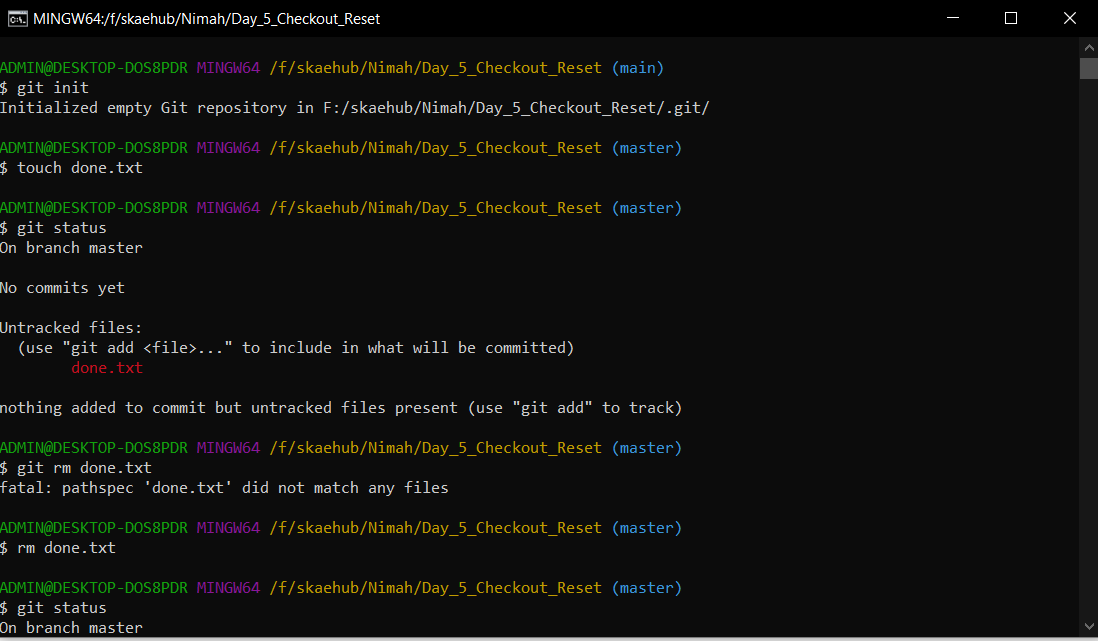 MINGW64:/f/skaehub/Nimah/Day_5_Checkout_Reset
ADMIN@DESKTOP-DOS8PDR MINGW64 /f/skaehub/Nimah/Day_5_Checkout_Reset (main)
$ git init
Initialized empty Git repository in F:/skaehub/Nimah/Day_5_Checkout_Reset/.git/
ADMIN@DESKTOP-DOS8PDR MINGW64 /f/skaehub/Nimah/Day_5_Checkout_Reset (master)
$ touch done.txt
ADMIN@DESKTOP-DOS8PDR MINGW64 /f/skaehub/Nimah/Day_5_Checkout_Reset (master)
$ git status
On branch master
No commits yet
Untracked files:
  (use "git add <file>..." to include in what will be committed)
        done.txt
nothing added to commit but untracked files present (use "git add" to track)
ADMIN@DESKTOP-DOS8PDR MINGW64 /f/skaehub/Nimah/Day_5_Checkout_Reset (master)
$ git rm done.txt
fatal: pathspec 'done.txt' did not match any files
ADMIN@DESKTOP-DOS8PDR MINGW64 /f/skaehub/Nimah/Day_5_Checkout_Reset (master)
$ rm done.txt
ADMIN@DESKTOP-DOS8PDR MINGW64 /f/skaehub/Nimah/Day_5_Checkout_Reset (master)
$ git status
On branch master